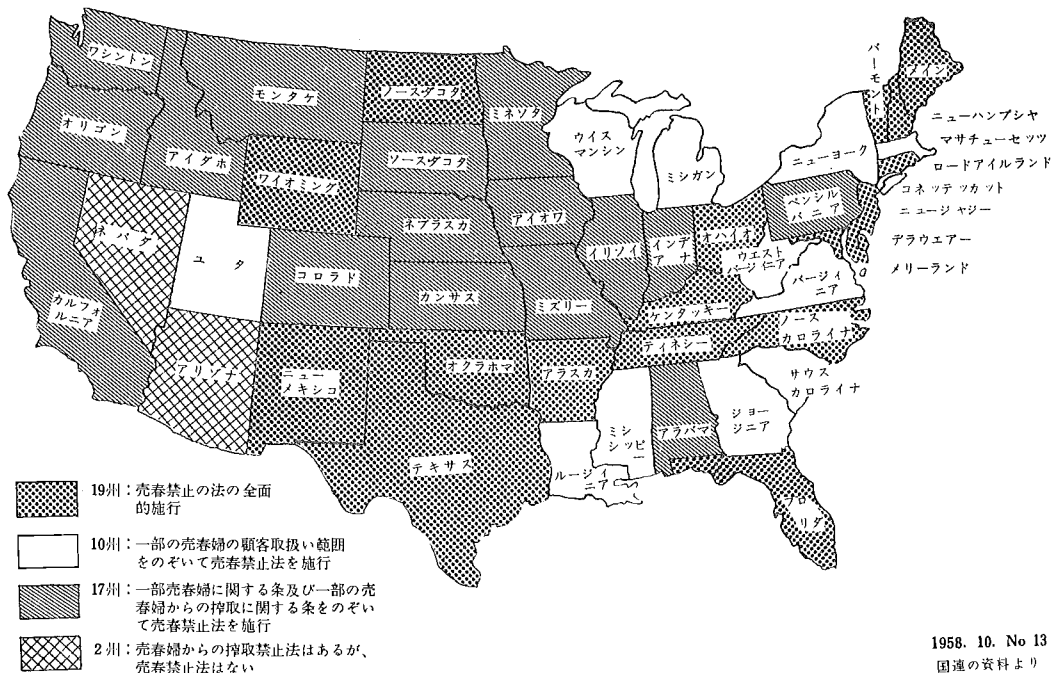 ワシントン
オリゴン
アイダホ
モンタケ
ノースダコタ
ミネソタ
ワイオミング
ソースダコタ
ネバダ
ユタ
カルフォ
ルニア
コロラド
ネブラスカ
カンサス
アイオワ
ミズリー
ウイス
マンシン
ミシガン
イリソイ
インデ
アナ
オハイオ
ケンタッキー
ティネシー
アリゾナ
ニュー
メキシコ
オクラホマ
テキサス
アラスカ
ルージィ
ニア
ミシ
シッピ
ー
アラバマ
ジョー
ジニア
フロ
リダ
ウエスト
バージィニア
バージィ
ニア
ノース
カロライナ
サウス
カロライナ
ペンシル
バニア
ニューヨーク
バーモント
メイン
ニューハンプシヤ
マサチューセッツ
ロードアイルランド
コネッテッカット
ニュージャジー
デラウエアー
メリーランド
19州：売春禁止の法の全面
的施行
10州：一部の売春婦の顧客取扱い範囲
をのぞいて売春禁止法を施行
17州：一部売春婦に関する条及び一部の売
春婦からの搾取に関する条をのぞい
て売春禁止法を施行
2州：売春婦からの搾取禁止法はあるが、
売春禁止法はない
1958. 10. No 13
国連の資料より